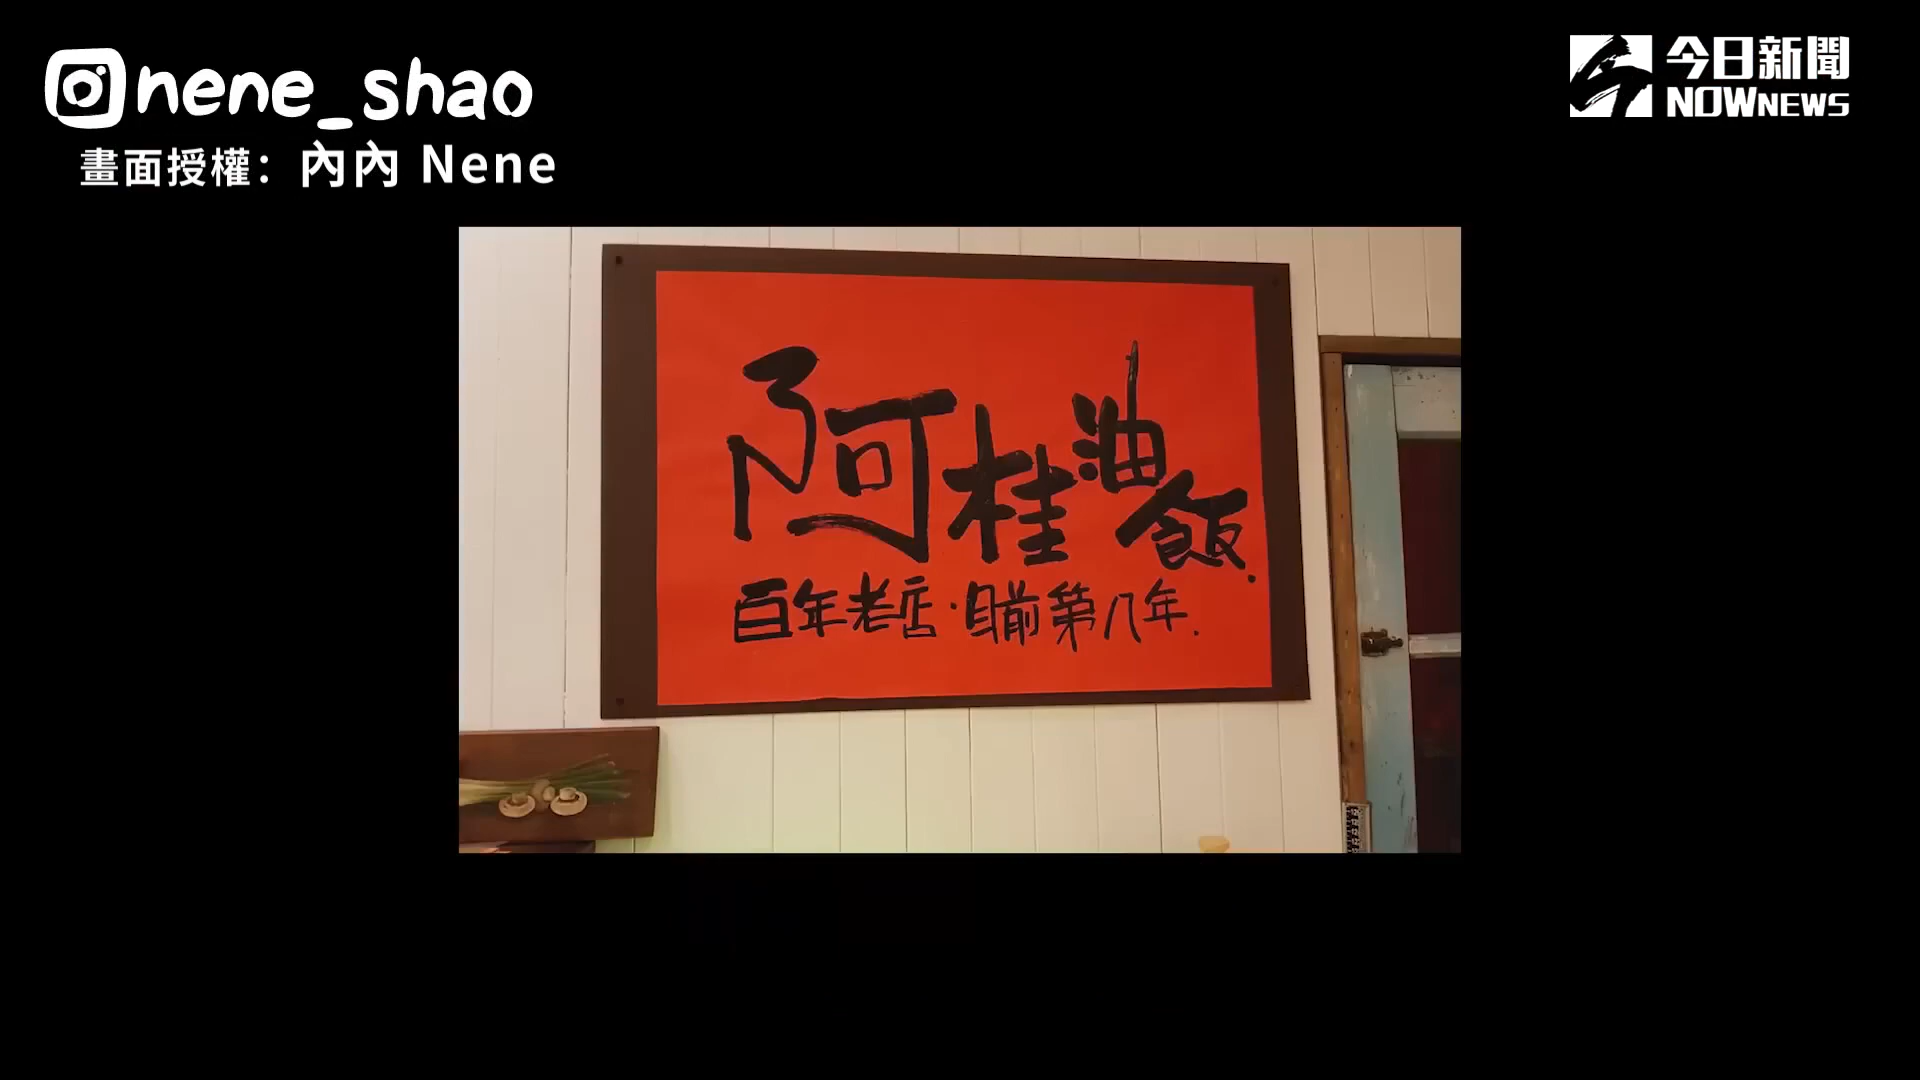 nene_shao
畫面授權：內內 Nene
今日新聞
NOWNEWS
阿桂油飯.
百年老店·目前第八年.